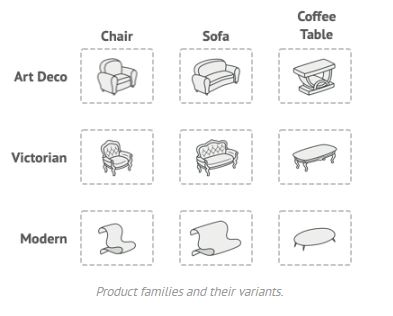 Coffee
Chair Sofa Table
Art Deco
Victorian
Modern
Product families and their variants.